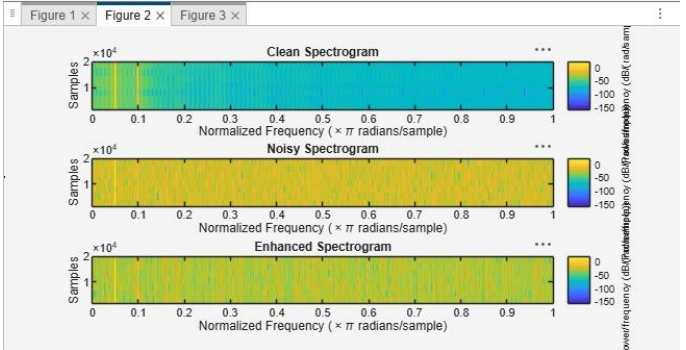 Figure 1 × Figure 2 × Figure 3 ×
Clean Spectrogram
×10⁴
2
1
Samples
0 0.1 0.2 0.3 0.4 0.5 0.6 0.7 0.8 0.9 1
Normalized Frequency ( × π radians/sample)
0
-50
-100
-150
Noisy Spectrogram
×10⁴
2
1
Samples
0 0.1 0.2 0.3 0.4 0.5 0.6 0.7 0.8 0.9 1
Normalized Frequency ( × π radians/sample)
0
-50
-100
-150
Enhanced Spectrogram
×10⁴
2
1
Samples
0 0.1 0.2 0.3 0.4 0.5 0.6 0.7 0.8 0.9 1
Normalized Frequency ( × π radians/sample)
0
-50
-100
-150